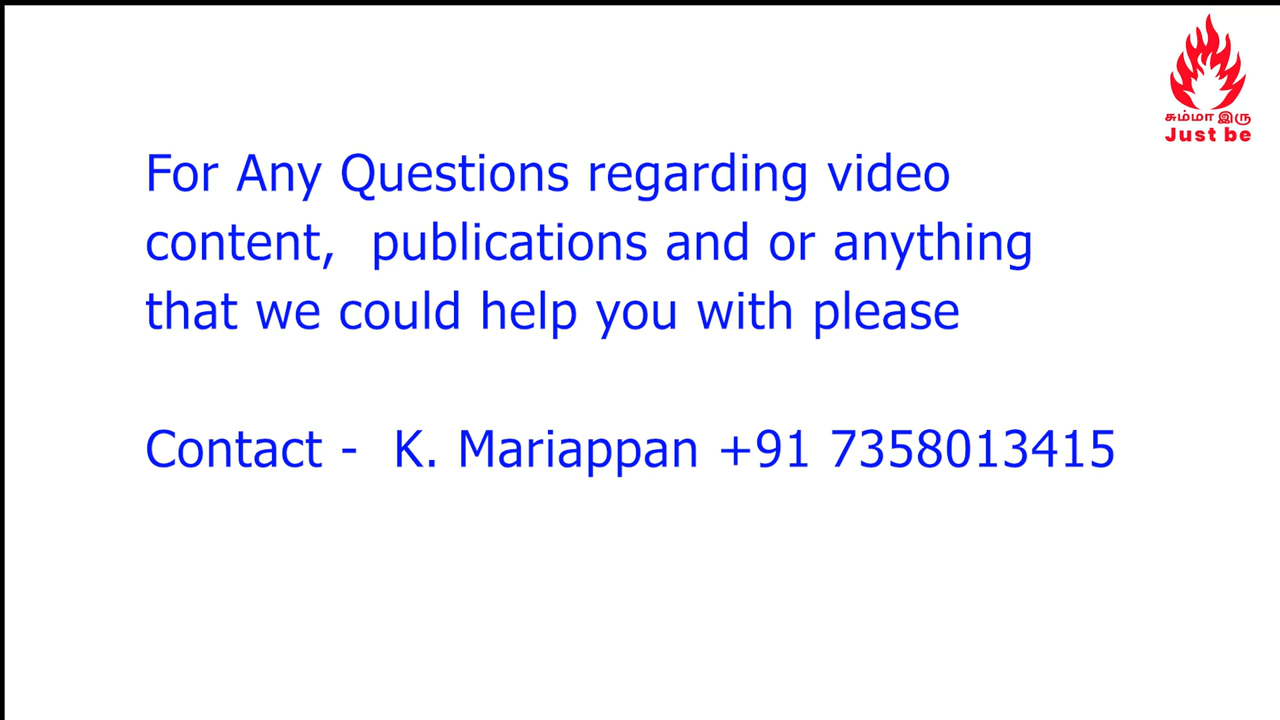 சும்மா இரு
Just be
For Any Questions regarding video
content,  publications and or anything
that we could help you with please
Contact -  K. Mariappan +91 7358013415